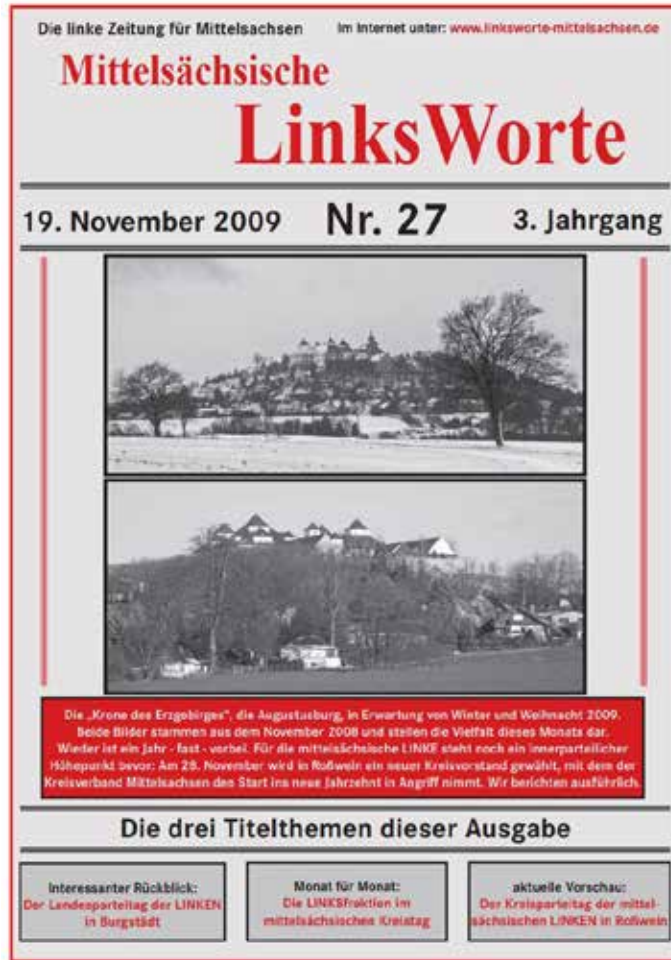 Die linke Zeitung für Mittelsachsen
Im Internet unter: www.linksworte-mittelsachsen.de
Mittelsächsische
LinksWorte
19. November 2009
Nr. 27
3. Jahrgang
Die „Krone des Erzgebirges", die Augustusburg, in Erwartung von Winter und Weihnacht 2009.
Beide Bilder stammen aus dem November 2008 und stellen die Vielfalt dieses Monats dar.
Wieder ist ein Jahr - fast - vorbei. Für die mittelsächsische LINKE steht noch ein innerparteilicher
Höhepunkt bevor: Am 28. November wird in Roßwein ein neuer Kreisvorstand gewählt, mit dem der
Kreisverband Mittelsachsen den Start ins neue Jahrzehnt in Angriff nimmt. Wir berichten ausführlich.
Die drei Titelthemen dieser Ausgabe
Interessanter Rückblick:
Der Landesparteitag der LINKEN
in Burgstädt
Monat für Monat:
Die LINKSfraktion im
mittelsächsischen Kreistag
aktuelle Vorschau:
Der Kreisparteitag der mittel-
sächsischen LINKEN in Roßwein